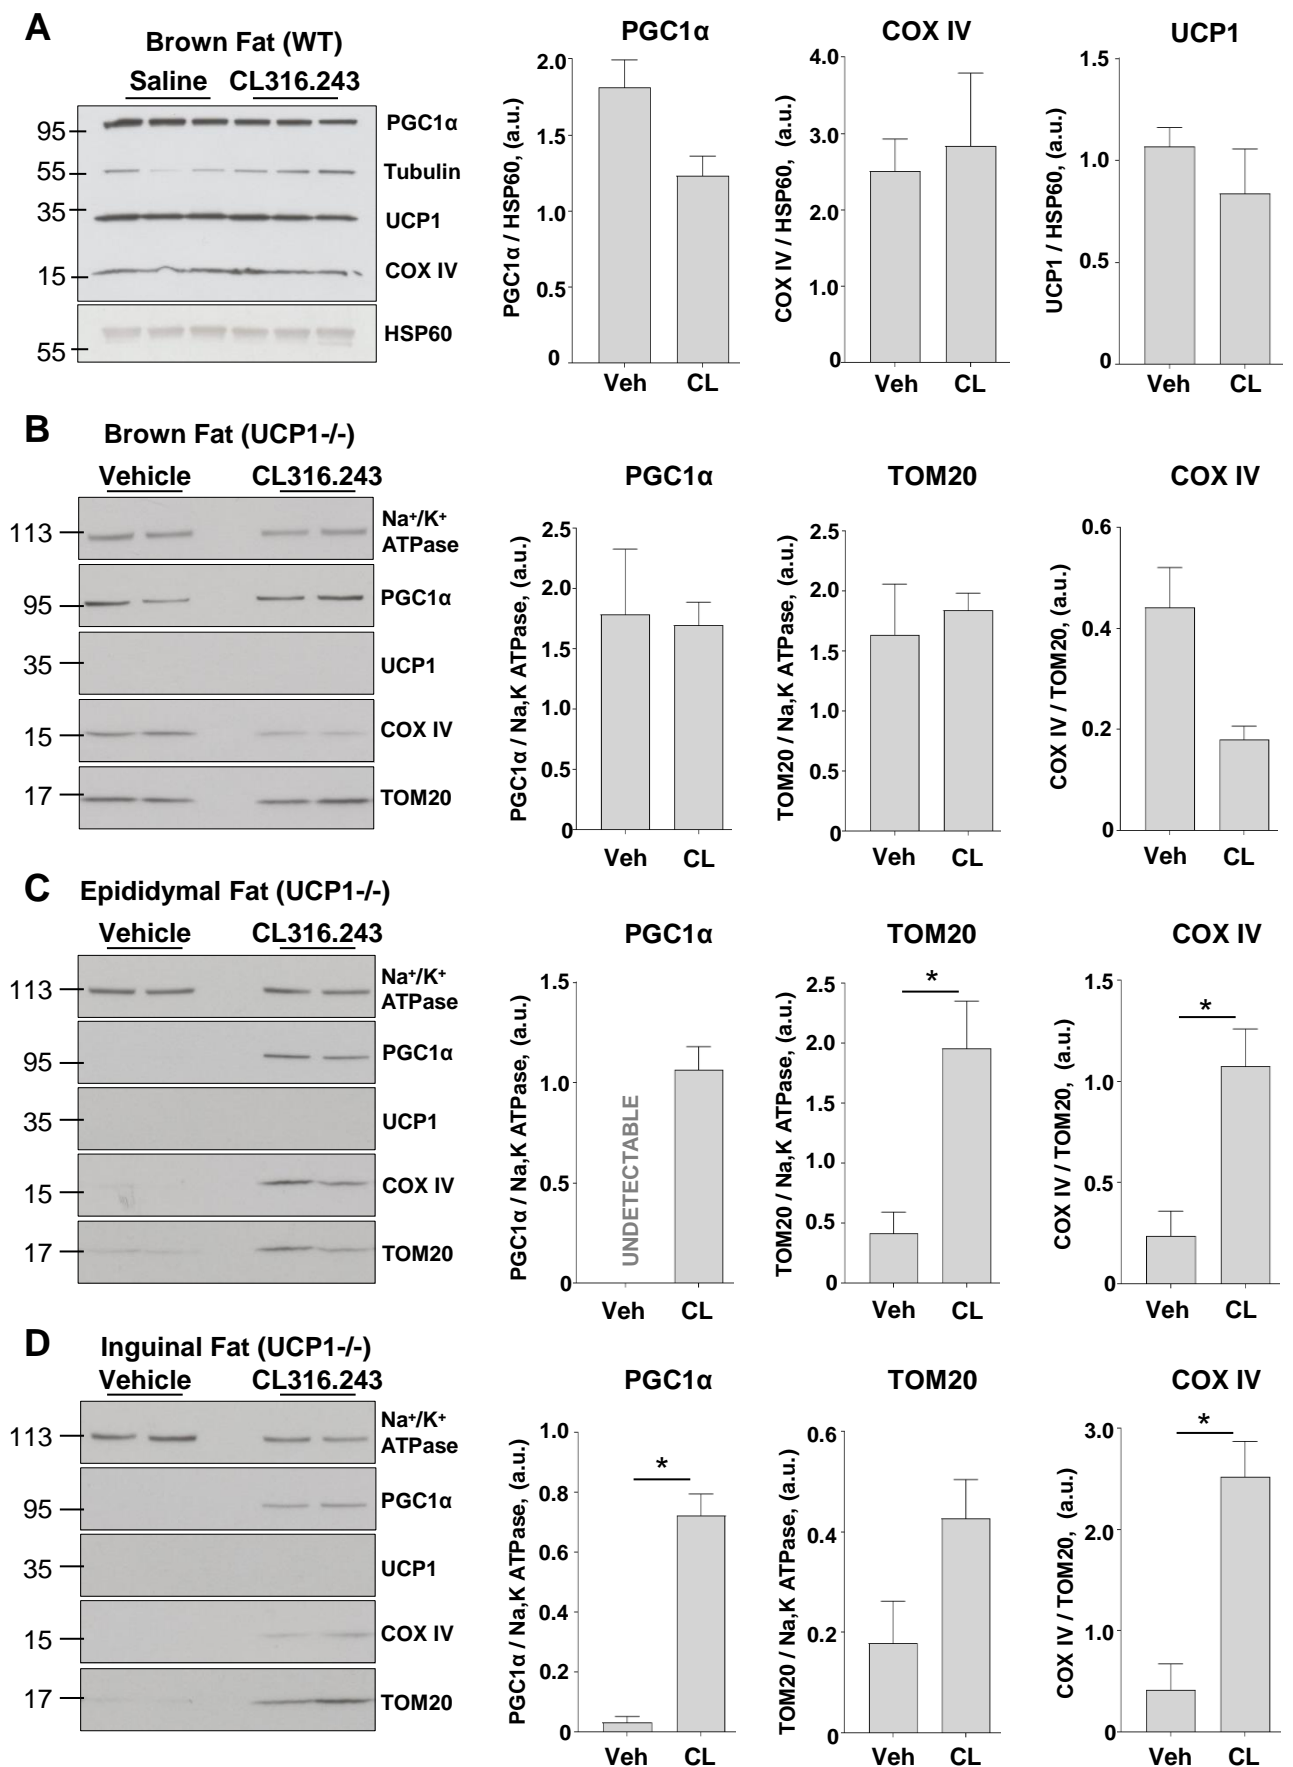 A
Brown Fat (WT)
Saline CL316.243
95
55
35
15
55
PGC1α
Tubulin
UCP1
COX IV
HSP60
PGC1α
PGC1α / HSP60, (a.u.)
2.0
1.5
1.0
0.5
0
Veh CL
COX IV
COX IV / HSP60, (a.u.)
4.0
3.0
2.0
1.0
0
Veh CL
UCP1
UCP1 / HSP60, (a.u.)
1.5
1.0
0.5
0
Veh CL
B
Brown Fat (UCP1-/-)
Vehicle CL316.243
113
95
35
15
17
Na+/K+
ATPase
PGC1α
UCP1
COX IV
TOM20
PGC1α
PGC1α / Na,K ATPase, (a.u.)
2.5
2.0
1.5
1.0
0.5
0
Veh CL
TOM20
TOM20 / Na,K ATPase, (a.u.)
2.5
2.0
1.5
1.0
0.5
0
Veh CL
COX IV
COX IV / TOM20, (a.u.)
0.6
0.4
0.2
0
Veh CL
C
Epididymal Fat (UCP1-/-)
Vehicle CL316.243
113
95
35
15
17
Na+/K+
ATPase
PGC1α
UCP1
COX IV
TOM20
PGC1α
PGC1α / Na,K ATPase, (a.u.)
1.5
1.0
0.5
0
UNDETECTABLE
Veh CL
TOM20
TOM20 / Na,K ATPase, (a.u.)
2.5
2.0
1.5
1.0
0.5
0
*
Veh CL
COX IV
COX IV / TOM20, (a.u.)
1.5
1.0
0.5
0
*
Veh CL
D
Inguinal Fat (UCP1-/-)
Vehicle CL316.243
113
95
35
15
17
Na+/K+
ATPase
PGC1α
UCP1
COX IV
TOM20
PGC1α
PGC1α / Na,K ATPase, (a.u.)
1.0
0.8
0.6
0.4
0.2
0
*
Veh CL
TOM20
TOM20 / Na,K ATPase, (a.u.)
0.6
0.4
0.2
0
Veh CL
COX IV
COX IV / TOM20, (a.u.)
3.0
2.0
1.0
0
*
Veh CL